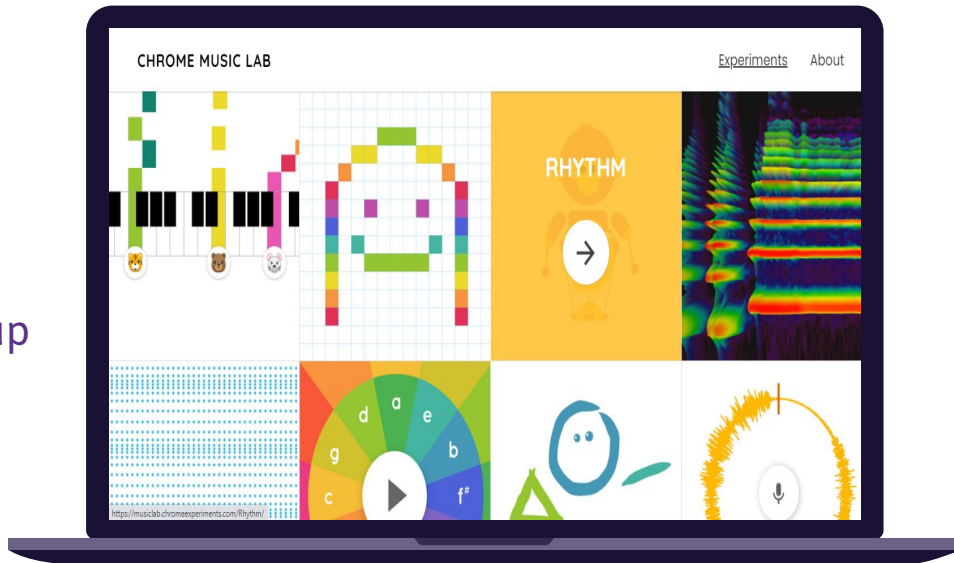 CHROME MUSIC LAB
Experiments About
RHYTHM
up
d a e
g b
c f#
https://musiclab.chromeexperiments.com/Rhythm/